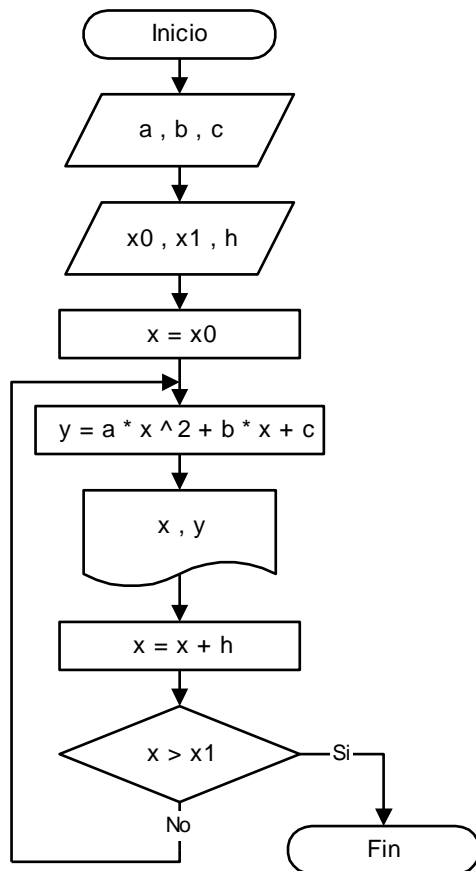 Inicio
a , b , c
x0 , x1 , h
x = x0
y = a * x ^ 2 + b * x + c
x , y
x = x + h
x > x1
Si
No
Fin